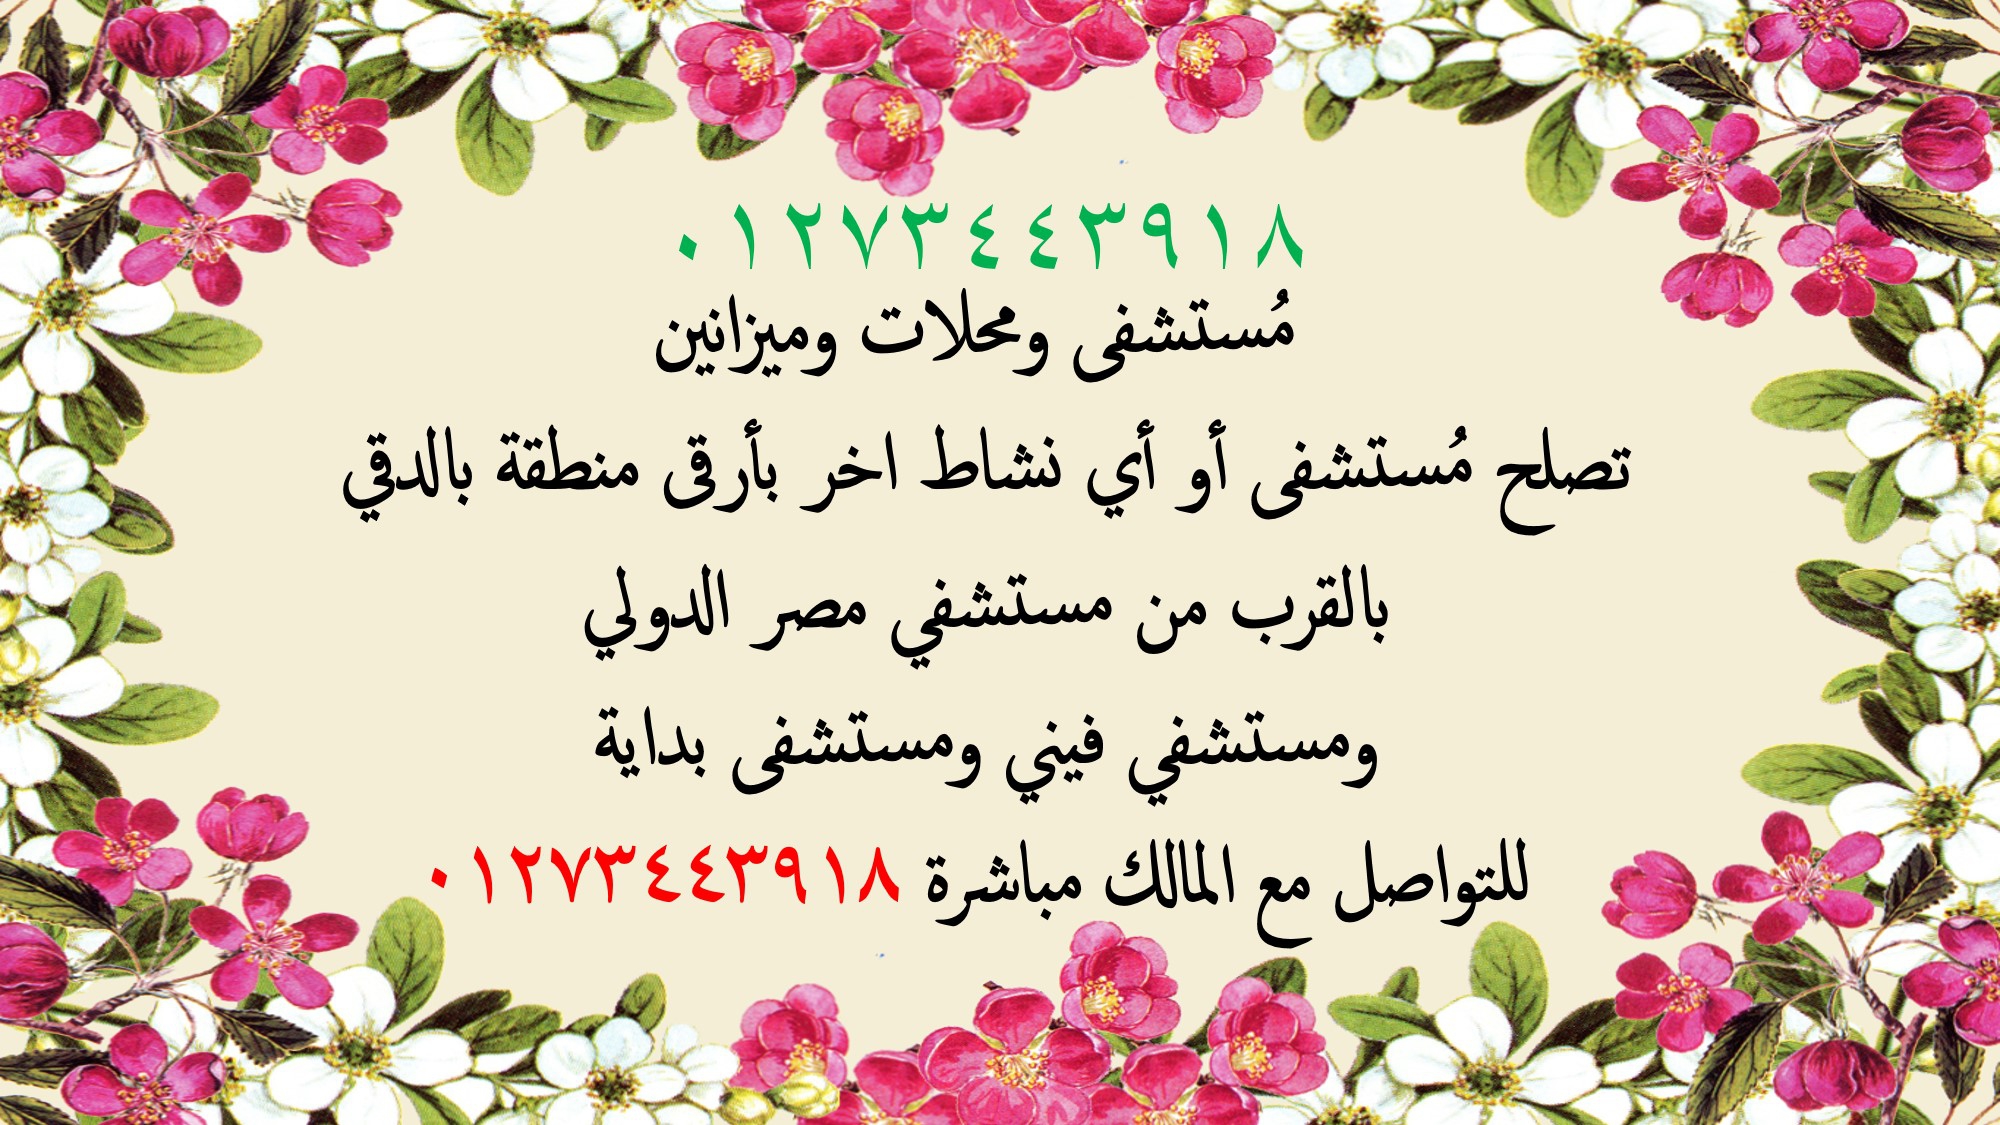 ٠١٢٧٣٤٤٣٩١٨
مُستشفى ومحلات وميزانين
تصلح مُستشفى أو أي نشاط اخر بأرقى منطقة بالدقي
بالقرب من مستشفي مصر الدولي
ومستشفي فيني ومستشفى بداية
للتواصل مع المالك مباشرة ٠١٢٧٣٤٤٣٩١٨